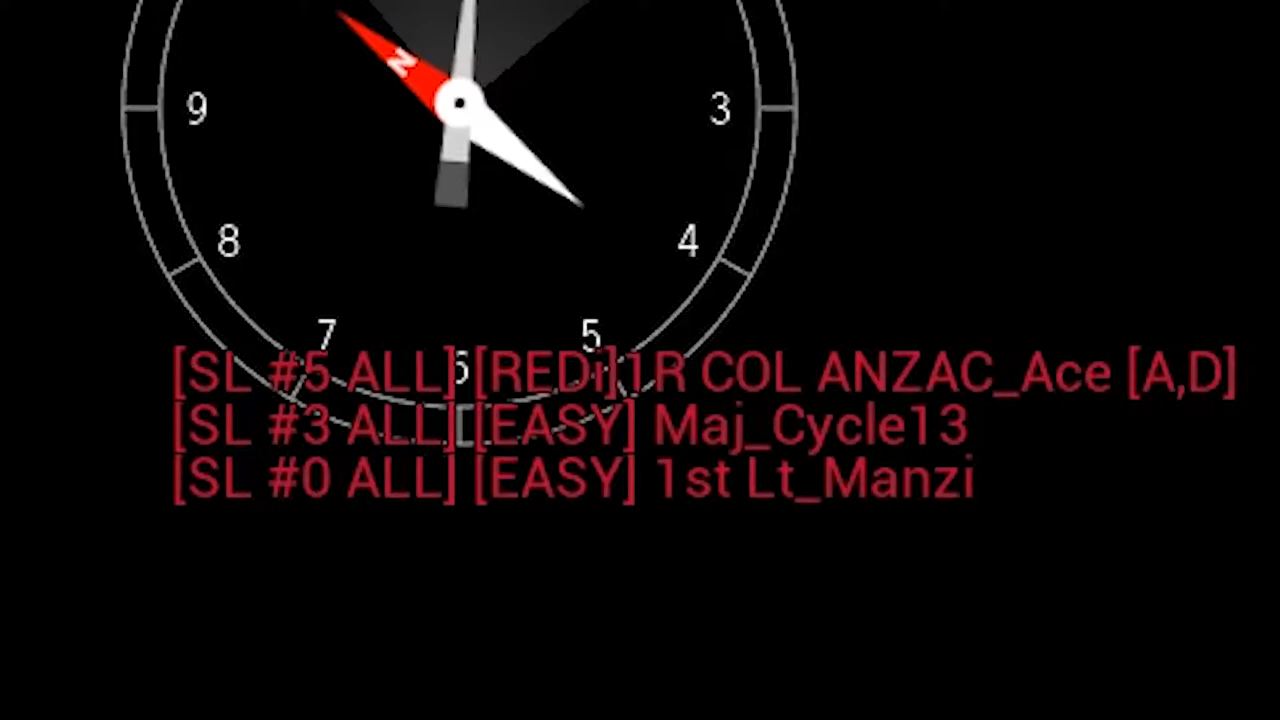 N
9
3
8
4
7
5
6
[SL #5 ALL] [REDi]1R COL ANZAC_Ace [A,D]
[SL #3 ALL] [EASY] Maj_Cycle13
[SL #0 ALL] [EASY] 1st Lt_Manzi